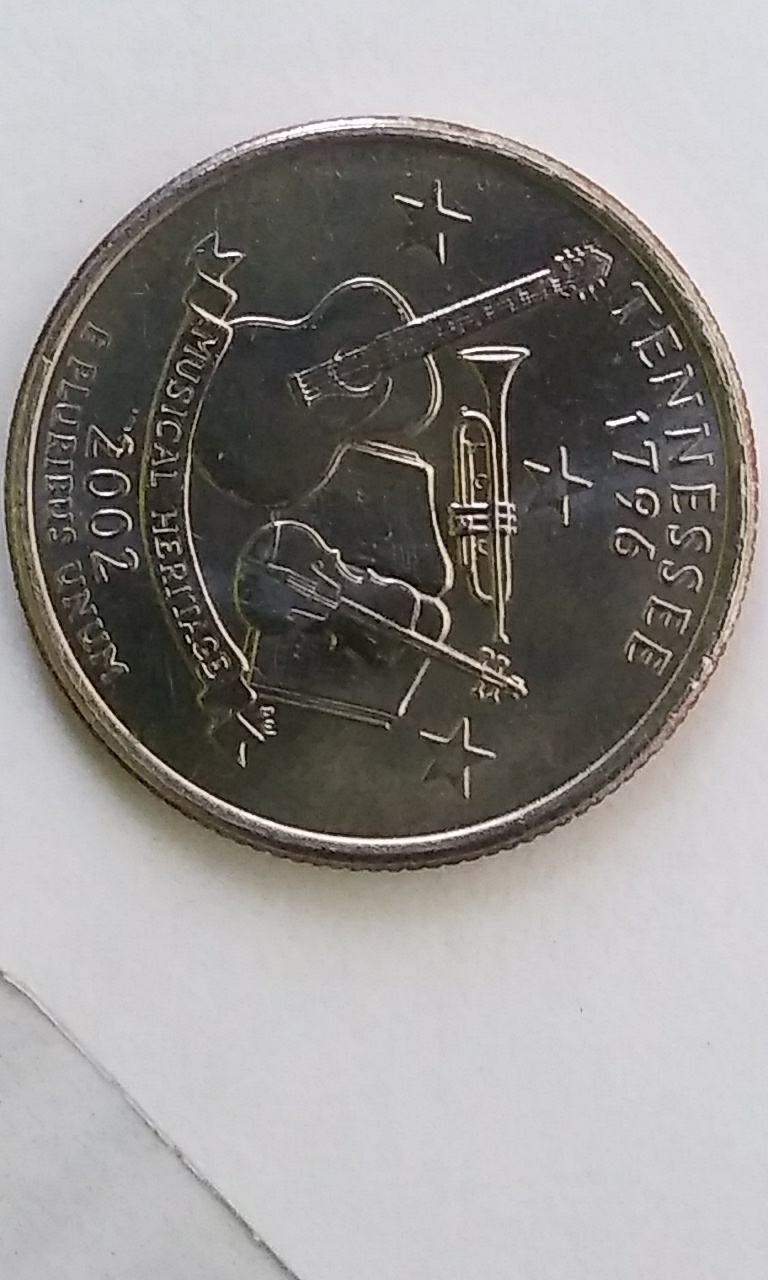 TENNESSEE
1796
MUSICAL HERITAGE
2002
E PLURIBUS UNUM